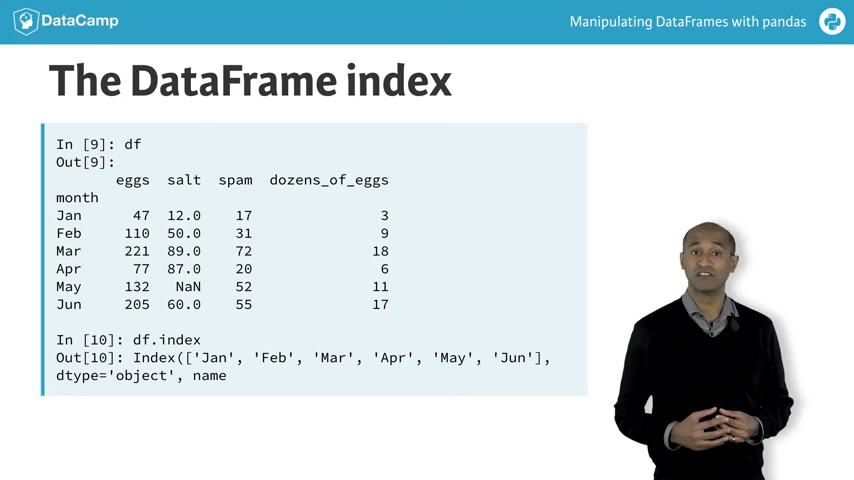 DataCamp
Manipulating DataFrames with pandas
The DataFrame index
In [9]: df
Out[9]:
eggs salt spam dozens_of_eggs
month
Jan 47 12.0 17 3
Feb 110 50.0 31 9
Mar 221 89.0 72 18
Apr 77 87.0 20 6
May 132 NaN 52 11
Jun 205 60.0 55 17
In [10]: df.index
Out[10]: Index(['Jan', 'Feb', 'Mar', 'Apr', 'May', 'Jun'],
dtype='object', name